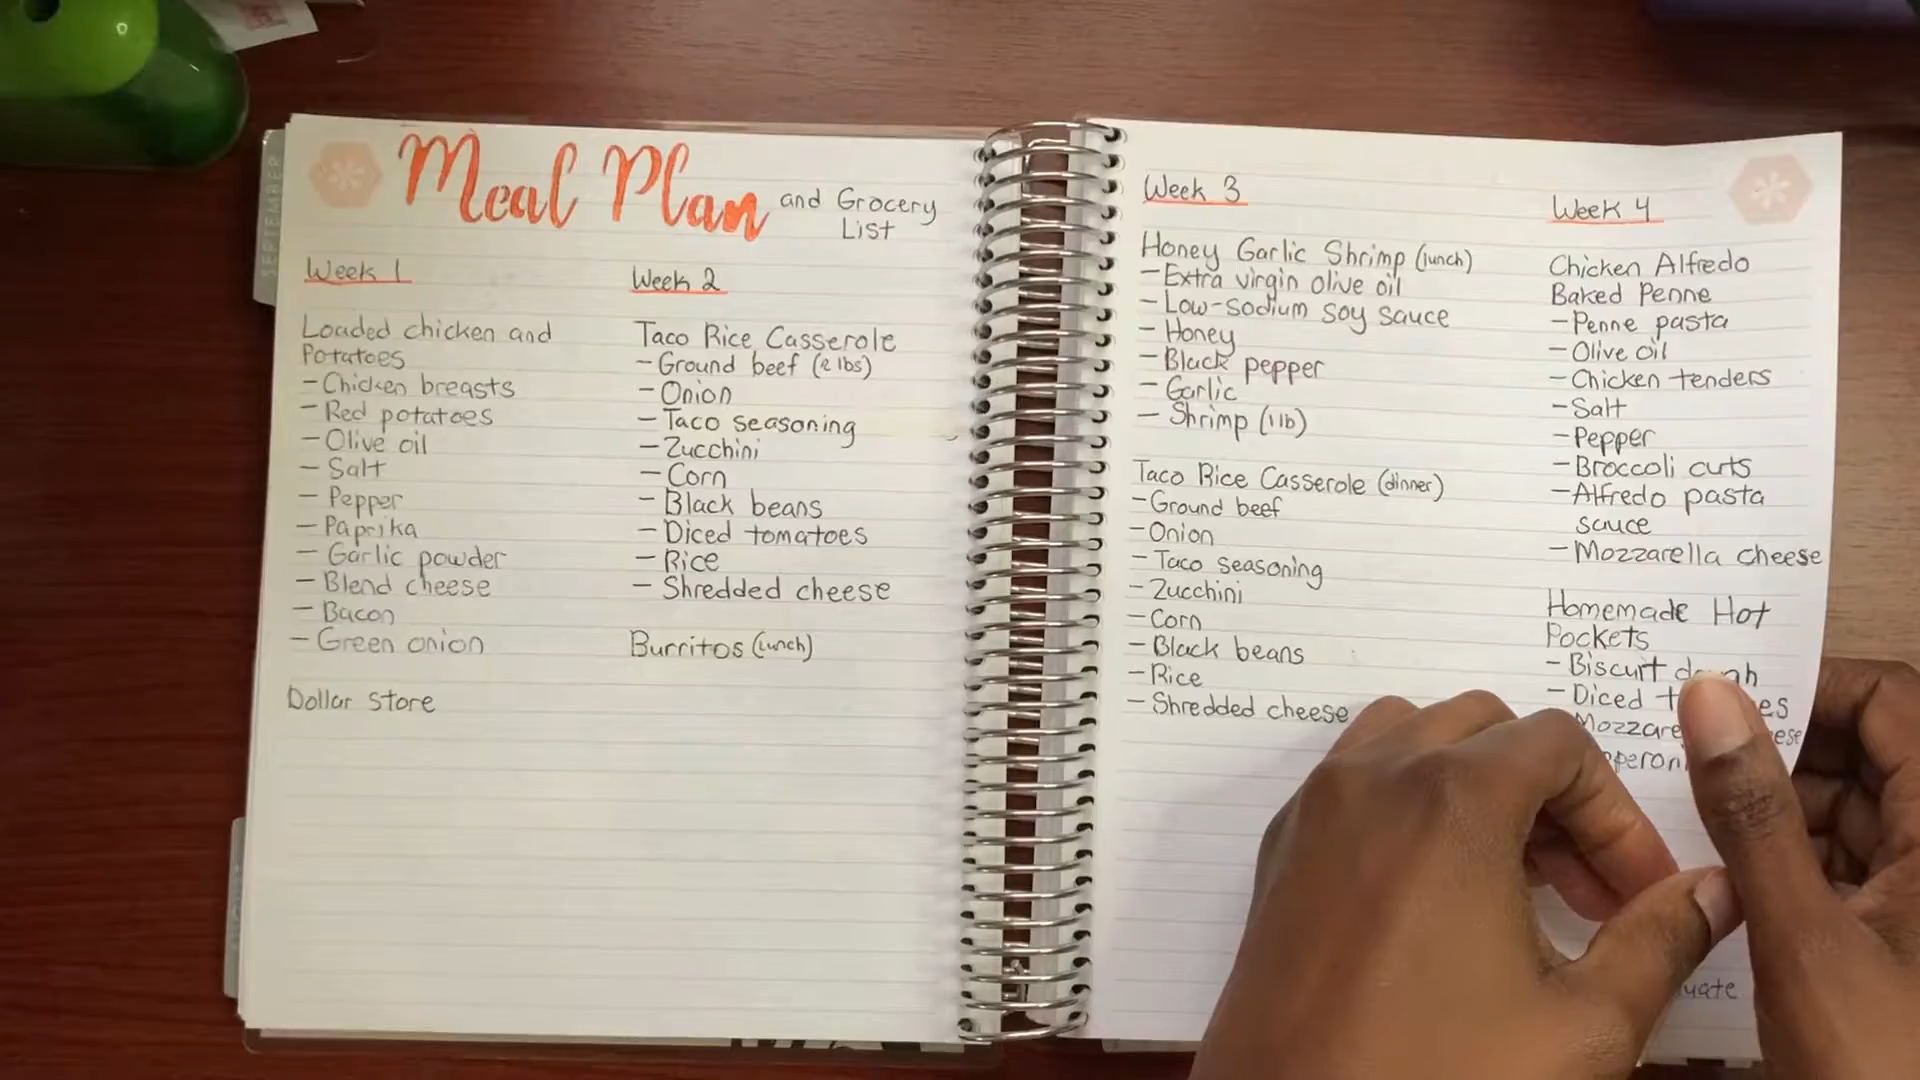 SEPTEMBER
Meal Plan and Grocery
List
Week 1
Loaded chicken and
Potatoes
- Chicken breasts
- Red potatoes
- Olive oil
- Salt
- Pepper
- Paprika
- Garlic powder
- Blend cheese
- Bacon
- Green onion
Dollar store
Week 2
Taco Rice Casserole
- Ground beef (2 lbs)
- Onion
- Taco seasoning
- Zucchini
- Corn
- Black beans
- Diced tomatoes
- Rice
- Shredded cheese
Burritos (lunch)
Week 3
Honey Garlic Shrimp (lunch)
- Extra virgin olive oil
- Low-sodium soy sauce
- Honey
- Black pepper
- Garlic
- Shrimp (1lb)
Taco Rice Casserole (dinner)
- Ground beef
- Onion
- Taco seasoning
- Zucchini
- Corn
- Black beans
- Rice
- Shredded cheese
Week 4
Chicken Alfredo
Baked Penne
- Penne pasta
- Olive oil
- Chicken tenders
- Salt
- Pepper
- Broccoli cuts
- Alfredo pasta
sauce
- Mozzarella cheese
Homemade Hot
Pockets
- Biscuit
- Diced